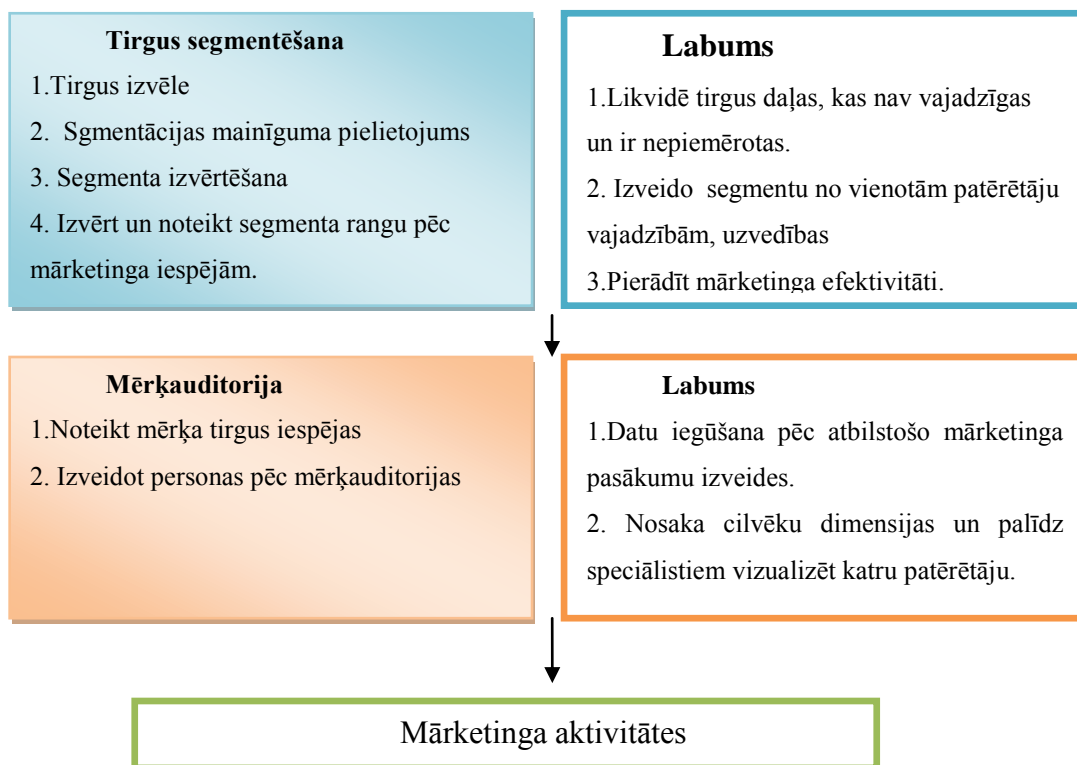 Tirgus segmentēšana
1.Tirgus izvēle
2. Sgmentācijas mainīguma pielietojums
3. Segmenta izvērtēšana
4. Izvērt un noteikt segmenta rangu pēc
mārketinga iespējām.
Labums
1.Likvidē tirgus daļas, kas nav vajadzīgas
un ir nepiemērotas.
2. Izveido segmentu no vienotām patērētāju
vajadzībām, uzvedības
3.Pierādīt mārketinga efektivitāti.
Mērķauditorija
1.Noteikt mērķa tirgus iespējas
2. Izveidot personas pēc mērķauditorijas
Labums
1.Datu iegūšana pēc atbilstošo mārketinga
pasākumu izveides.
2. Nosaka cilvēku dimensijas un palīdz
speciālistiem vizualizēt katru patērētāju.
Mārketinga aktivitātes